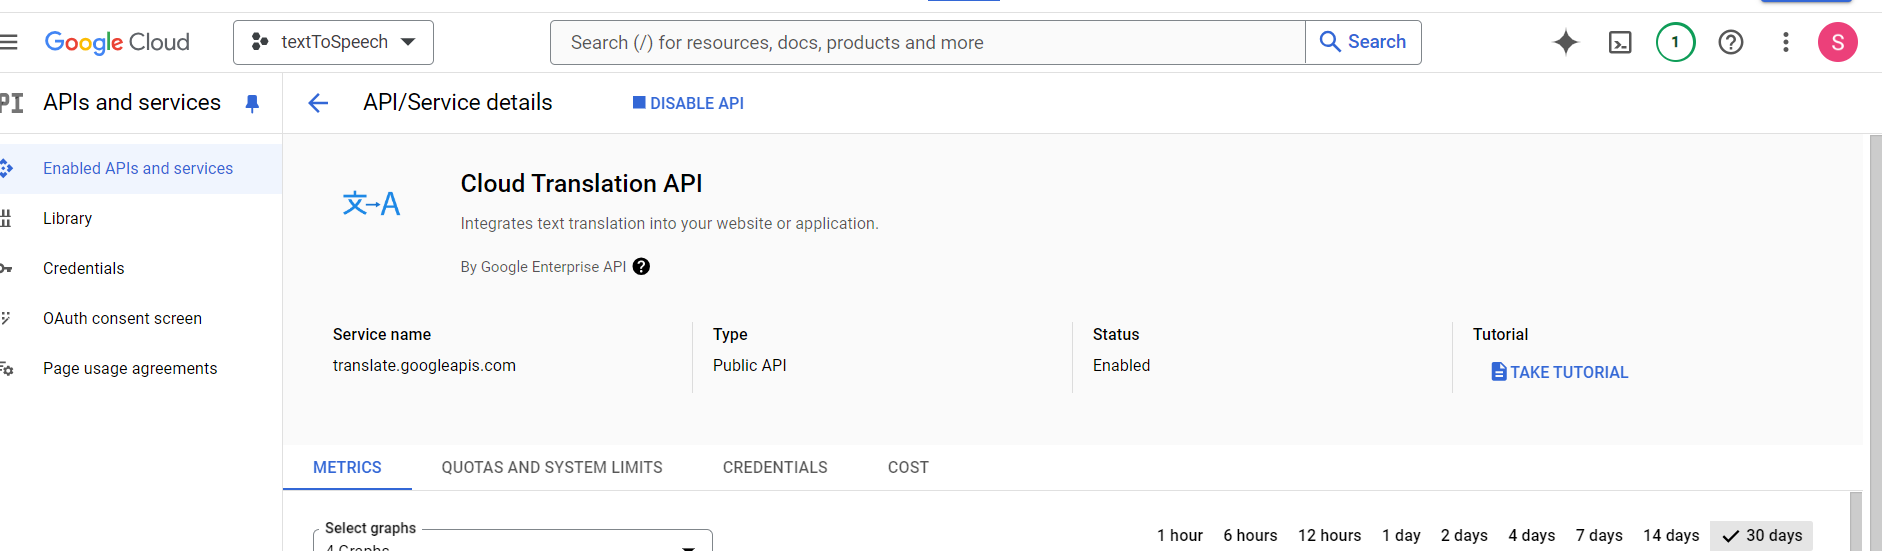 Google Cloud
textToSpeech
Search (/) for resources, docs, products and more
Search
1
S
PI
APIs and services
API/Service details
DISABLE API
Enabled APIs and services
Library
Credentials
OAuth consent screen
Page usage agreements
文→A
Cloud Translation API
Integrates text translation into your website or application.
By Google Enterprise API
Service name
translate.googleapis.com
Type
Public API
Status
Enabled
Tutorial
TAKE TUTORIAL
METRICS QUOTAS AND SYSTEM LIMITS CREDENTIALS COST
Select graphs
4 Graphs
1 hour 6 hours 12 hours 1 day 2 days 4 days 7 days 14 days 30 days